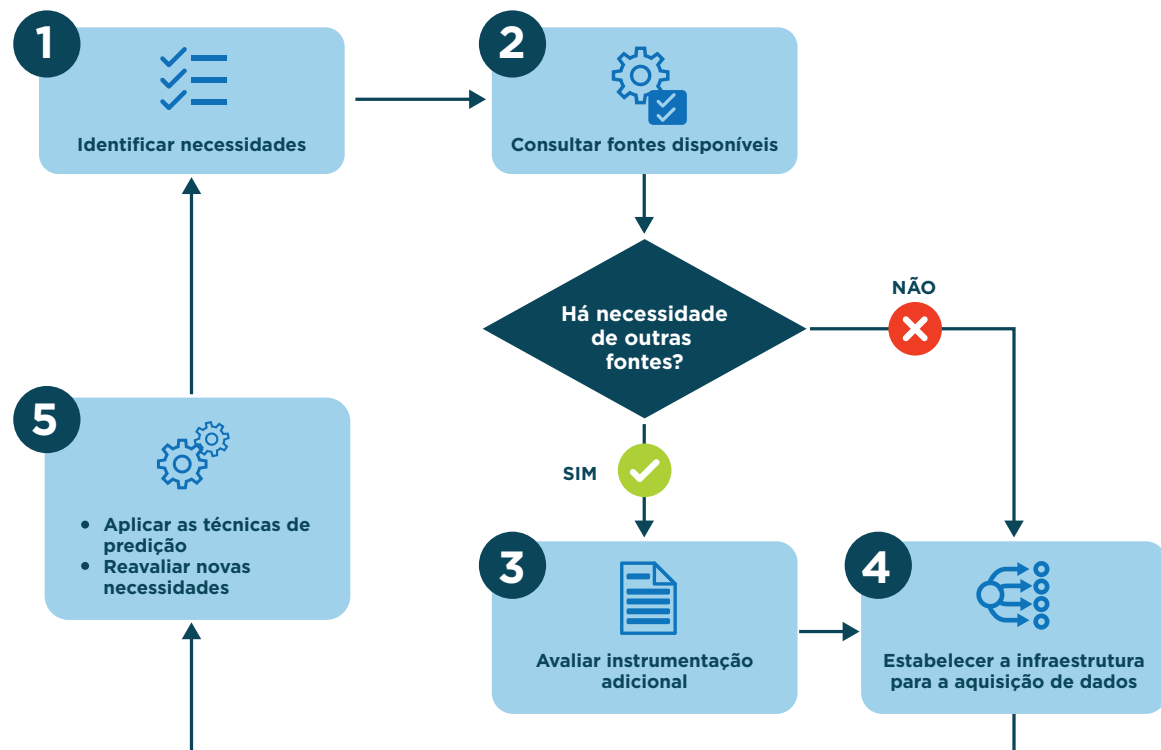 1
Identificar necessidades
2
Consultar fontes disponíveis
Há necessidade
de outras
fontes?
NÃO
SIM
3
Avaliar instrumentação
adicional
4
Estabelecer a infraestrutura
para a aquisição de dados
5
• Aplicar as técnicas de
predição
• Reavaliar novas
necessidades